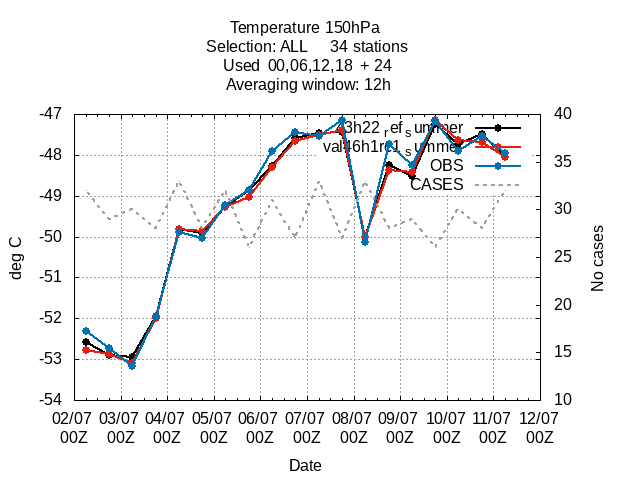 Temperature 150hPa
Selection: ALL 34 stations
Used 00,06,12,18 + 24
Averaging window: 12h
-47
-48
-49
-50
-51
-52
-53
-54
40
35
30
25
20
15
10
deg C
No cases
OBS
CASES
02/07 03/07 04/07 05/07 06/07 07/07 08/07 09/07 10/07 11/07 12/07
00Z 00Z 00Z 00Z 00Z 00Z 00Z 00Z 00Z 00Z 00Z
Date